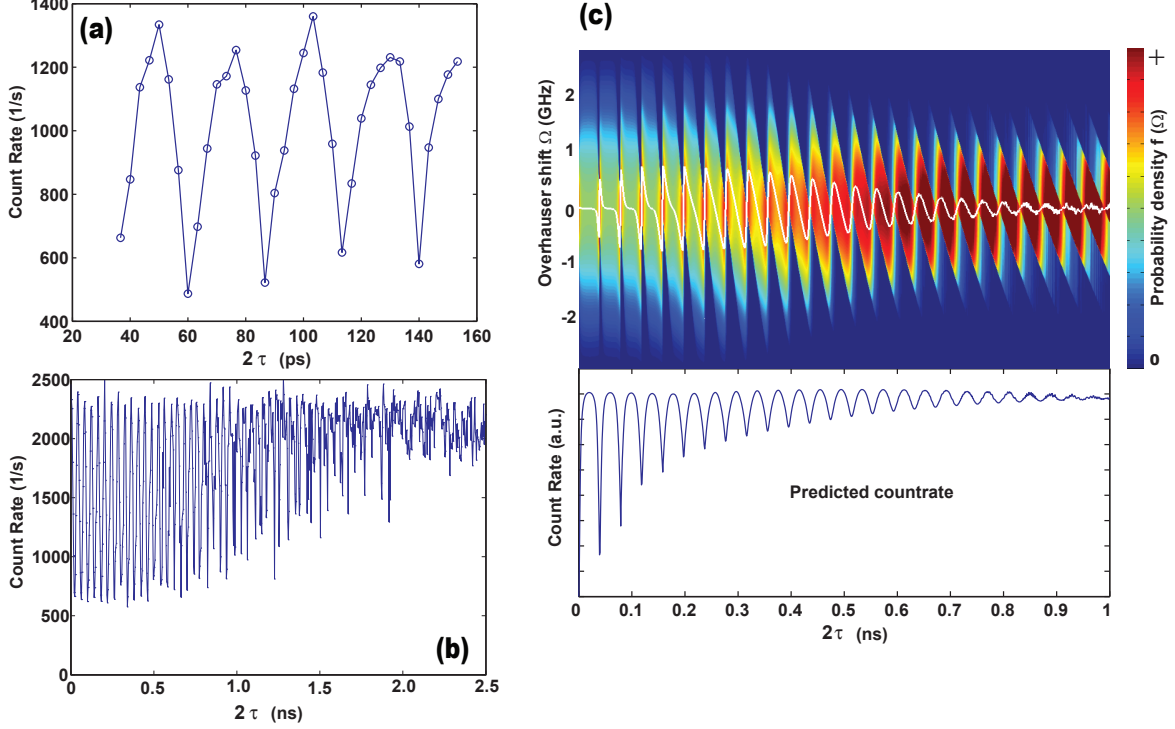 (a)
1400
1200
1000
800
600
400
Count Rate (1/s)
20 40 60 80 100 120 140 160
2 τ (ps)
2500
2000
1500
1000
500
0
Count Rate (1/s)
(b)
0 0.5 1.0 1.5 2.0 2.5
2 τ (ns)
(c)
2
1
0
-1
-2
Overhauser shift Ω (GHz)
+
0
Probability density f (Ω)
Count Rate (a.u.)
Predicted countrate
0 0.1 0.2 0.3 0.4 0.5 0.6 0.7 0.8 0.9 1
2τ (ns)